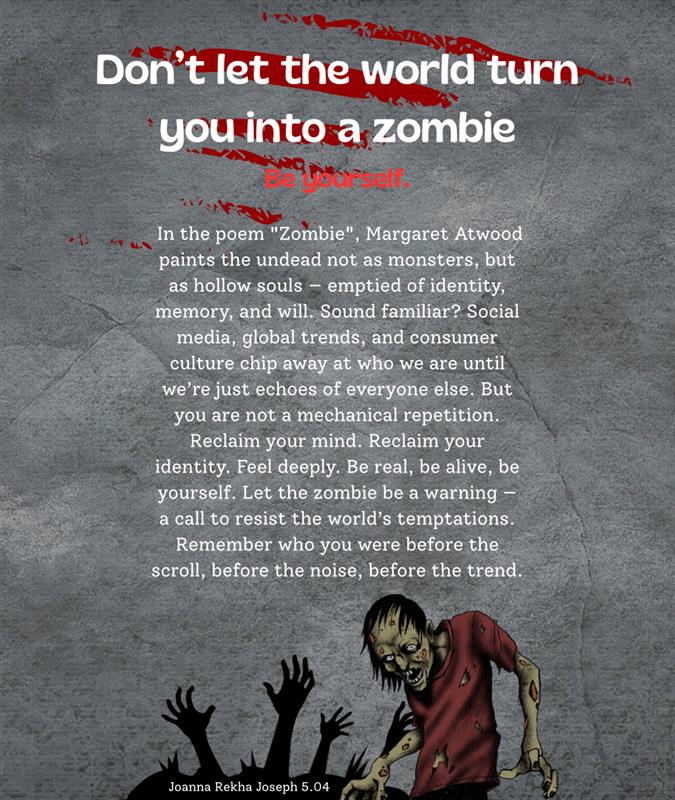 Don’t let the world turn
you into a zombie
Be yourself.
In the poem "Zombie", Margaret Atwood
paints the undead not as monsters, but
as hollow souls — emptied of identity,
memory, and will. Sound familiar? Social
media, global trends, and consumer
culture chip away at who we are until
we’re just echoes of everyone else. But
you are not a mechanical repetition.
Reclaim your mind. Reclaim your
identity. Feel deeply. Be real, be alive, be
yourself. Let the zombie be a warning —
a call to resist the world’s temptations.
Remember who you were before the
scroll, before the noise, before the trend.
Joanna Rekha Joseph 5.04